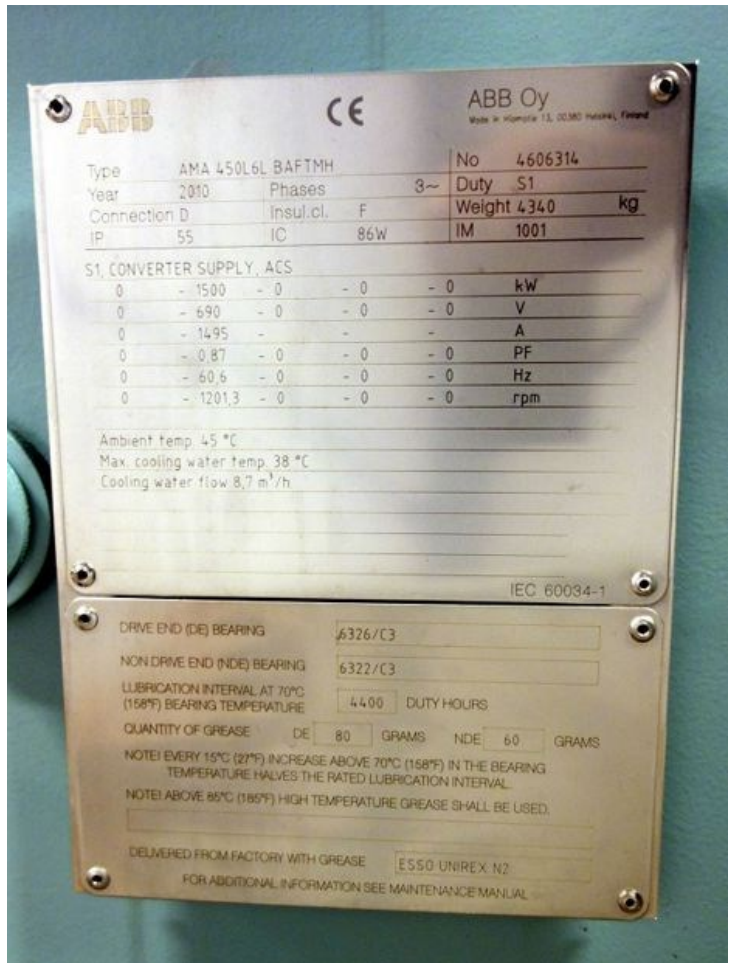 ABB CE ABB Oy
Made in Hiomotie 13, 00380 Helsinki, Finland
Type AMA 450L6L BAFTMH No 4606314
Year 2010 Phases 3~ Duty S1
Connection D Insul.cl. F Weight 4340 kg
IP 55 IC 86W IM 1001
S1, CONVERTER SUPPLY, ACS
0 - 1500 - 0 - 0 - 0 kW
0 - 690 - 0 - 0 - 0 V
0 - 1495 - - - A
0 - 0,87 - 0 - 0 - 0 PF
0 - 60,6 - 0 - 0 - 0 Hz
0 - 1201,3 - 0 - 0 - 0 rpm
Ambient temp. 45 °C
Max. cooling water temp. 38 °C
Cooling water flow 8,7 m³/h
IEC 60034-1
DRIVE END (DE) BEARING 6326/C3
NON DRIVE END (NDE) BEARING 6322/C3
LUBRICATION INTERVAL AT 70°C
(158°F) BEARING TEMPERATURE 4400 DUTY HOURS
QUANTITY OF GREASE DE 80 GRAMS NDE 60 GRAMS
NOTE! EVERY 15°C (27°F) INCREASE ABOVE 70°C (158°F) IN THE BEARING
TEMPERATURE HALVES THE RATED LUBRICATION INTERVAL.
NOTE! ABOVE 85°C (185°F) HIGH TEMPERATURE GREASE SHALL BE USED.
DELIVERED FROM FACTORY WITH GREASE ESSO UNIREX N2
FOR ABDITIONAL INFORMATION SEE MAINTENANCE MANUAL